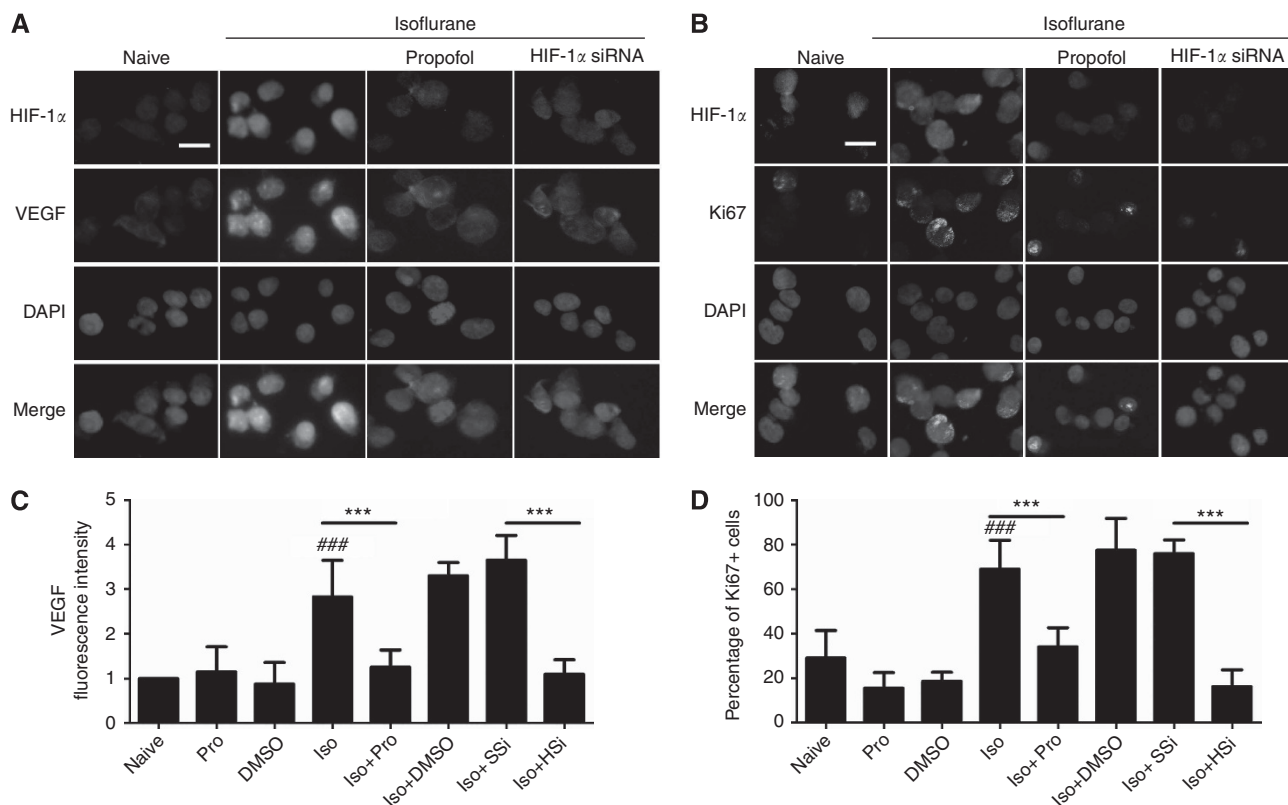 A
Isoflurane
Naive
Propofol
HIF-1α siRNA
HIF-1α
VEGF
DAPI
Merge
B
Isoflurane
Naive
Propofol
HIF-1α siRNA
HIF-1α
Ki67
DAPI
Merge
C
VEGF
fluorescence intensity
5
4
3
2
1
0
***
###
***
Naive
Pro
DMSO
Iso
Iso+Pro
Iso+DMSO
Iso+ SSi
Iso+HSi
D
Percentage of Ki67+ cells
100
80
60
40
20
0
***
###
***
Naive
Pro
DMSO
Iso
Iso+ Pro
Iso+DMSO
Iso+ SSi
Iso+HSi